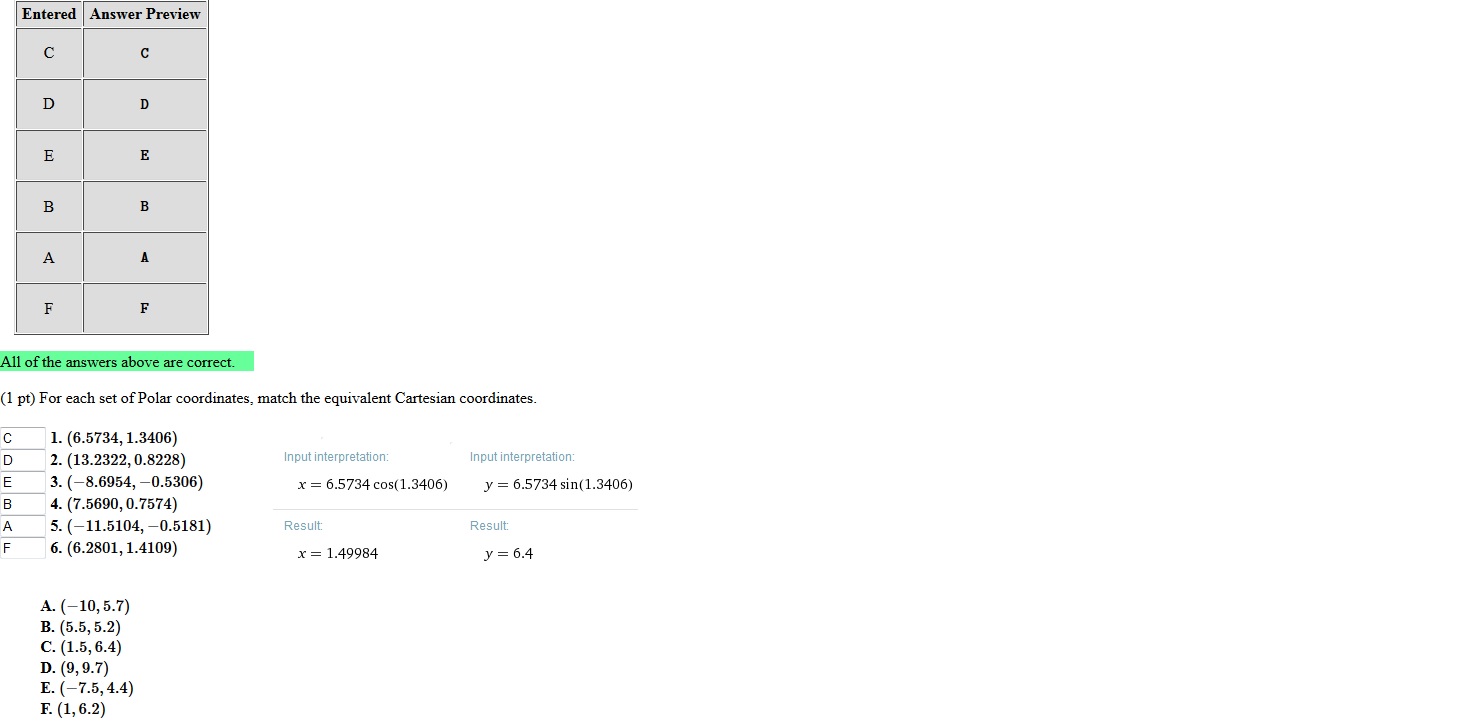 Entered Answer Preview
C C
D D
E E
B B
A A
F F
All of the answers above are correct.
(1 pt) For each set of Polar coordinates, match the equivalent Cartesian coordinates.
C 1. (6.5734, 1.3406)
D 2. (13.2322, 0.8228)
E 3. (−8.6954, −0.5306)
B 4. (7.5690, 0.7574)
A 5. (−11.5104, −0.5181)
F 6. (6.2801, 1.4109)
Input interpretation: Input interpretation:
x = 6.5734 cos(1.3406) y = 6.5734 sin(1.3406)
Result: Result:
x = 1.49984 y = 6.4
A. (−10, 5.7)
B. (5.5, 5.2)
C. (1.5, 6.4)
D. (9, 9.7)
E. (−7.5, 4.4)
F. (1, 6.2)